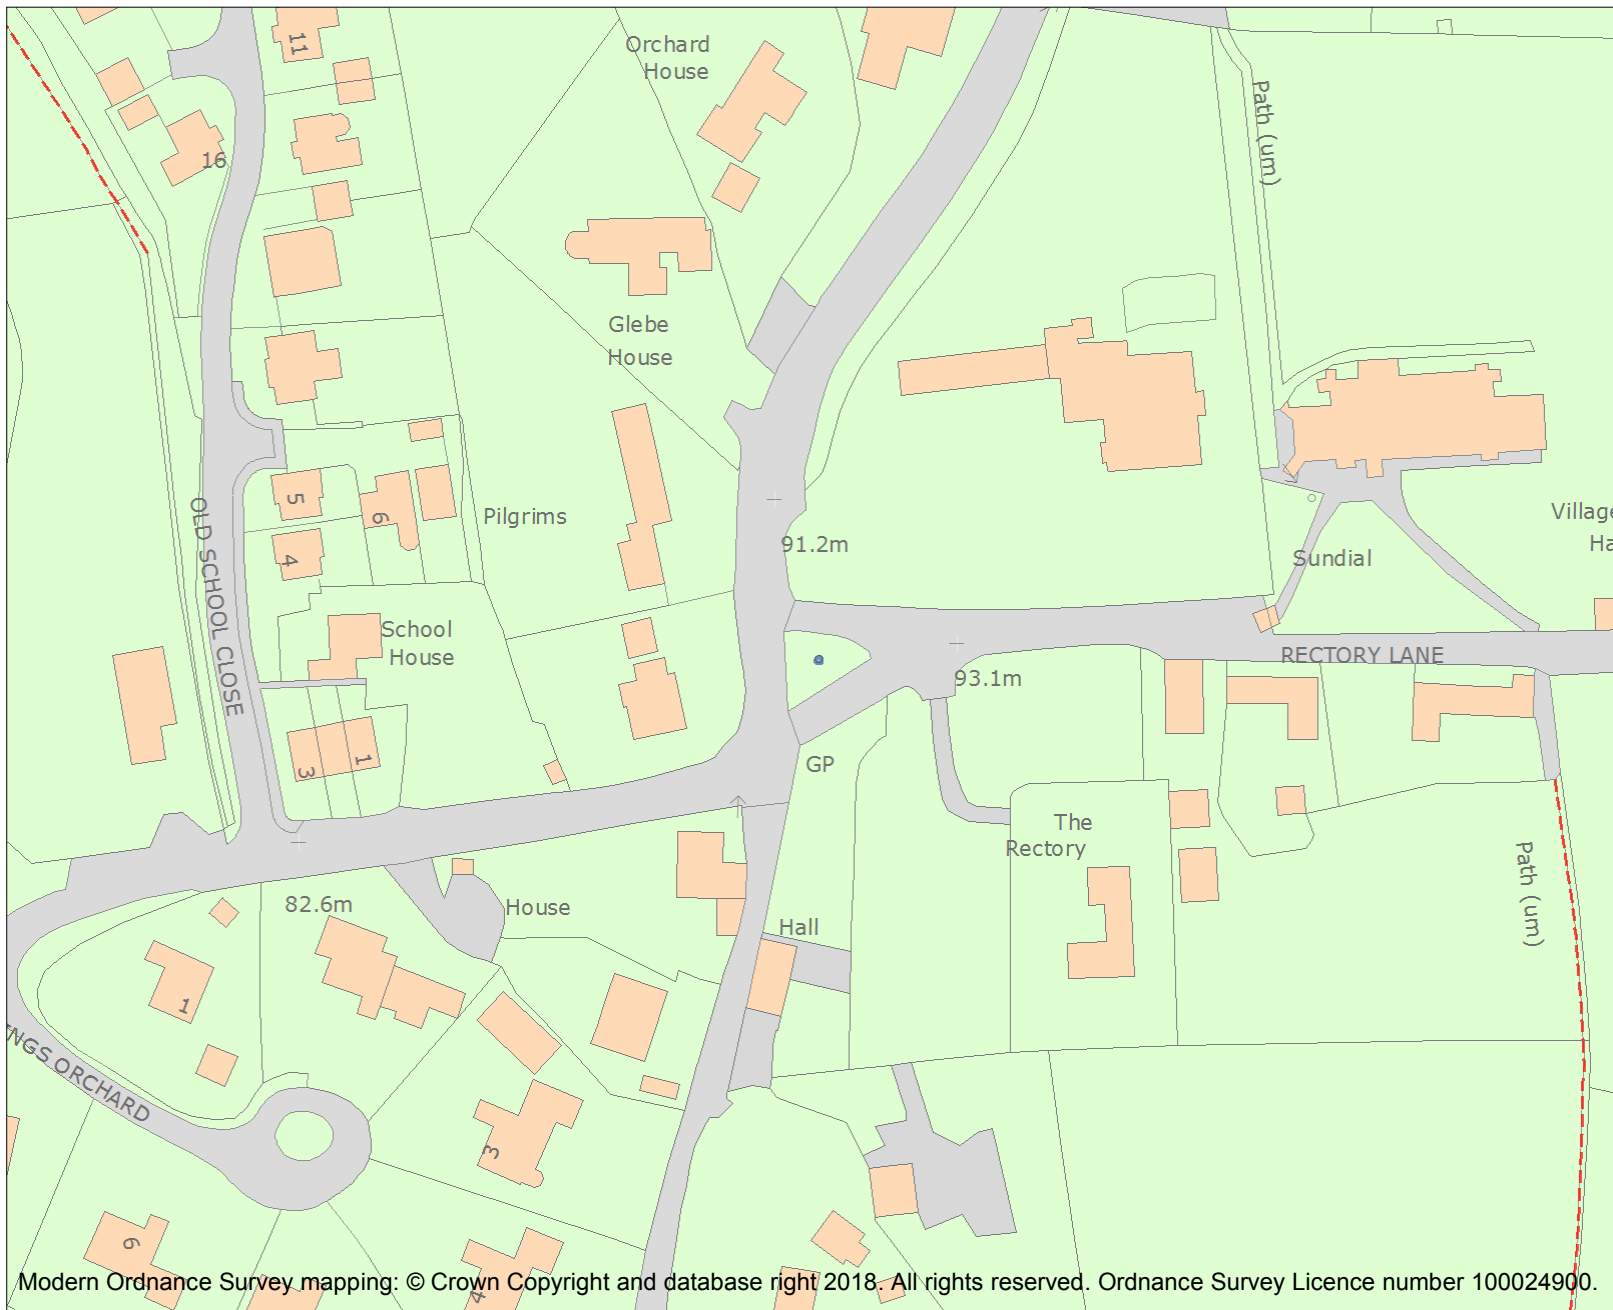 11
Orchard
House
Path (um)
16
Glebe
House
OLD SCHOOL CLOSE
5
6
4
Pilgrims
91.2m
Village
Sundial
School
House
RECTORY LANE
93.1m
3
1
GP
The
Rectory
Path (um)
82.6m
House
Hall
1
NGS ORCHARD
3
6
4
Modern Ordnance Survey mapping: © Crown Copyright and database right 2018. All rights reserved. Ordnance Survey Licence number 100024900.